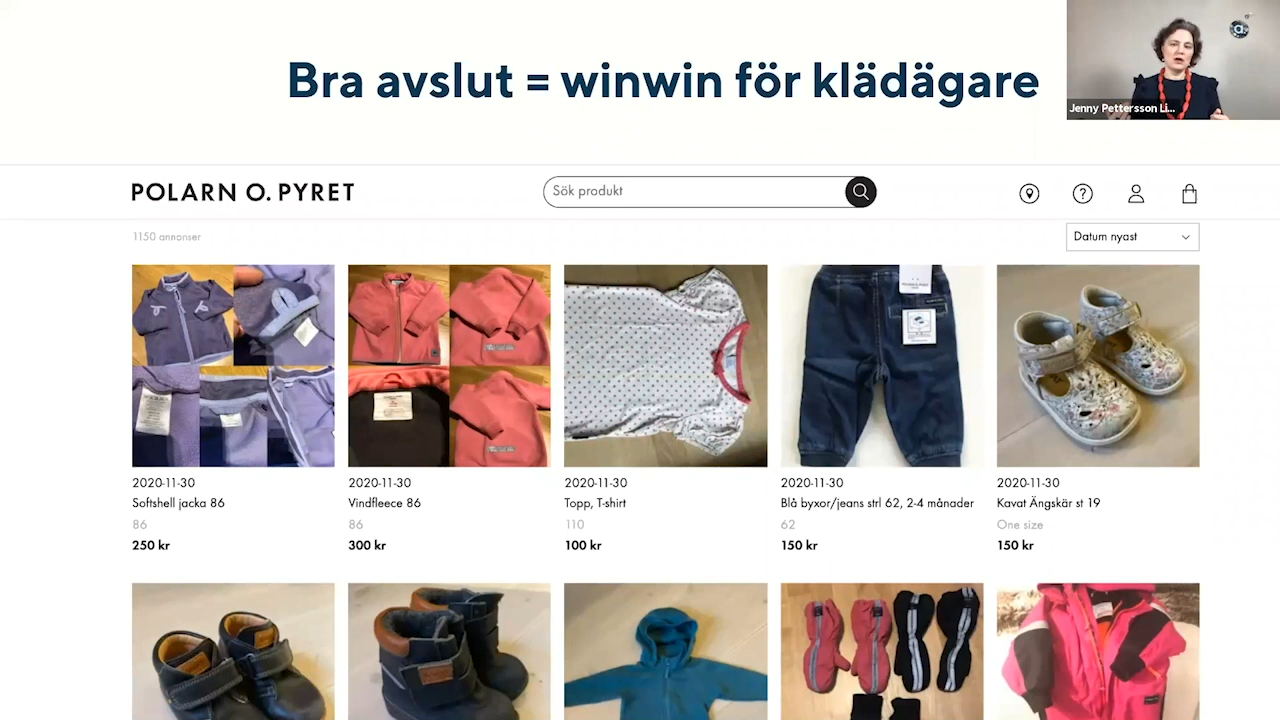 Bra avslut = winwin för klädägare
Jenny Pettersson Li...
POLARN O. PYRET
Sök produkt
1150 annonser
Datum nyast
2020-11-30
Softshell jacka 86
86
250 kr
2020-11-30
Vindfleece 86
86
300 kr
2020-11-30
Topp, T-shirt
110
100 kr
2020-11-30
Blå byxor/jeans strl 62, 2-4 månader
62
150 kr
2020-11-30
Kavat Ängskär st 19
One size
150 kr